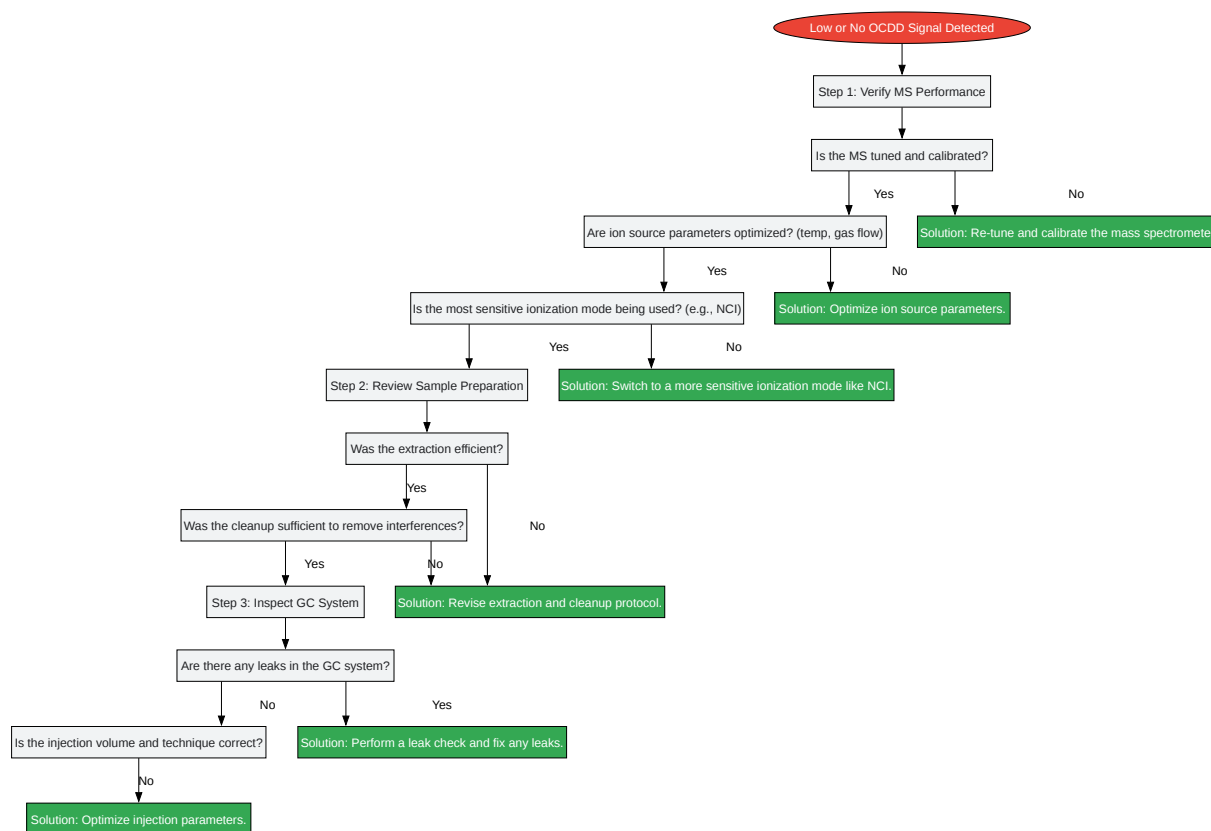 Low or No OCDD Signal Detected
Step 1: Verify MS Performance
Is the MS tuned and calibrated?
Yes
No
Are ion source parameters optimized? (temp, gas flow)
Solution: Re-tune and calibrate the mass spectromete
Yes
No
Is the most sensitive ionization mode being used? (e.g., NCI)
Solution: Optimize ion source parameters.
Yes
No
Step 2: Review Sample Preparation
Solution: Switch to a more sensitive ionization mode like NCI.
Was the extraction efficient?
Yes
Was the cleanup sufficient to remove interferences?
No
Yes
No
Step 3: Inspect GC System
Solution: Revise extraction and cleanup protocol.
Are there any leaks in the GC system?
No
Yes
Is the injection volume and technique correct?
Solution: Perform a leak check and fix any leaks.
No
Solution: Optimize injection parameters.